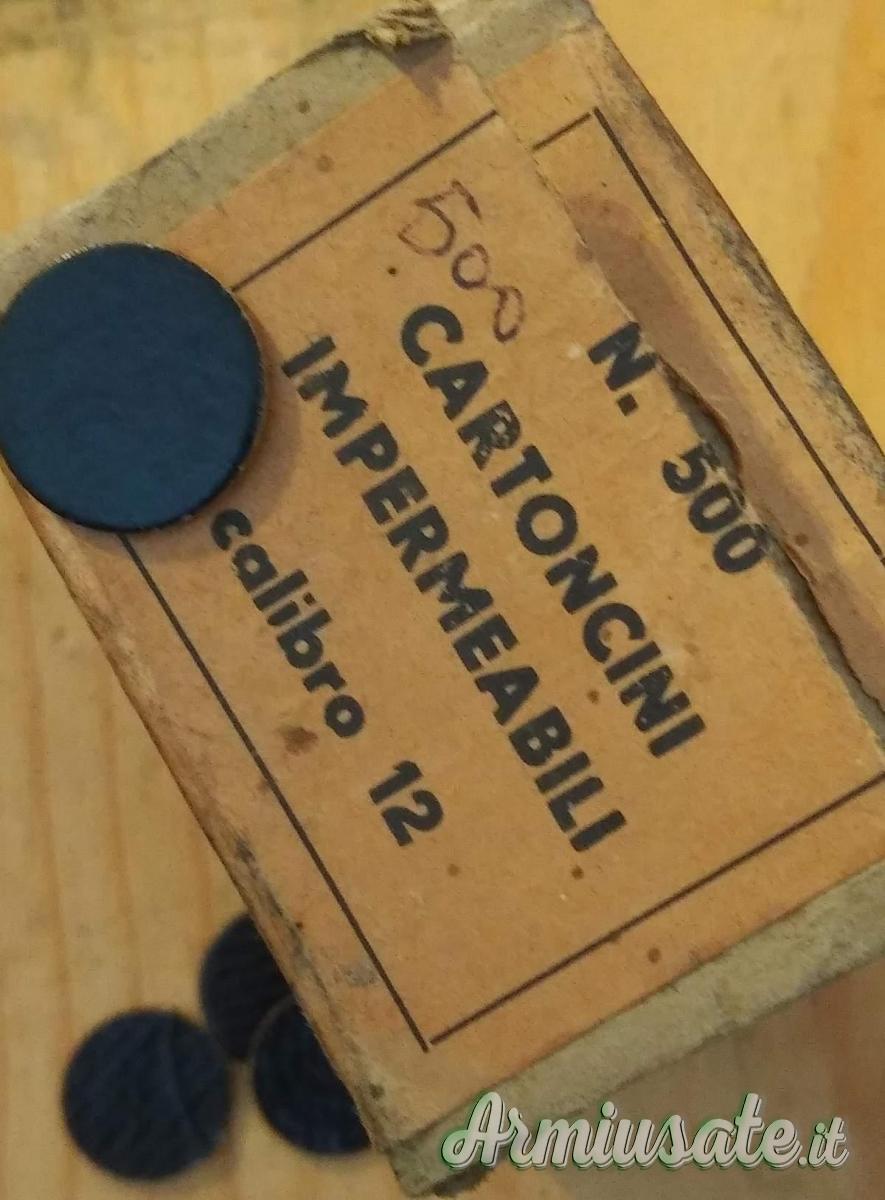 500
N. 500
CARTONCINI
IMPERMEABILI
calibro 12
Armiusate.it